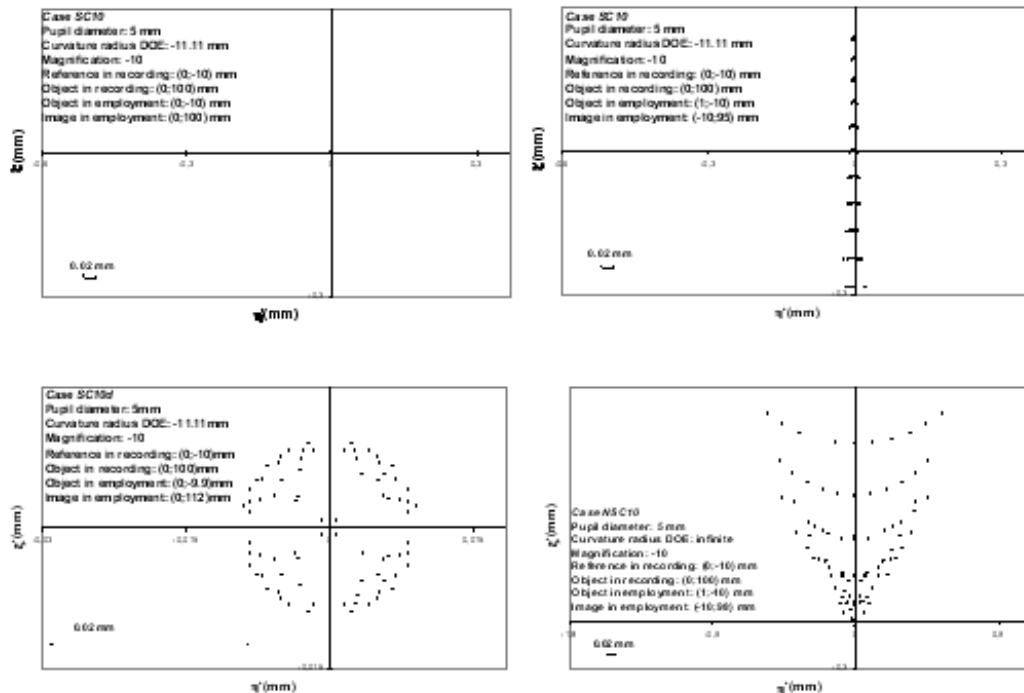 Case SC10
Pupil diameter: 5 mm
Curvature radius DOE: -11.11 mm
Magnification: -10
Reference in recording: (0;-10) mm
Object in recording: (0;100) mm
Object in employment: (0;-10) mm
Image in employment: (0;100) mm
(mm)
0.02 mm
(mm)
Case SC10
Pupil diameter: 5 mm
Curvature radius DOE: -11.11 mm
Magnification: -10
Reference in recording: (0;-10) mm
Object in recording: (0;100) mm
Object in employment: (1;-10) mm
Image in employment: (-10;95) mm
(mm)
0.02 mm
η'(mm)
Case SC10d
Pupil diameter: 5mm
Curvature radius DOE: -11.11 mm
Magnification: -10
Reference in recording: (0;-10)mm
Object in recording: (0;100)mm
Object in employment: (0;-9.9)mm
Image in employment: (0;112)mm
(mm)
0.02 mm
η'(mm)
Case NSC10
Pupil diameter: 5 mm
Curvature radius DOE: infinite
Magnification: -10
Reference in recording: (0;-10) mm
Object in recording: (0;100) mm
Object in employment: (1;-10) mm
Image in employment: (-10;98) mm
(mm)
0.02 mm
η'(mm)